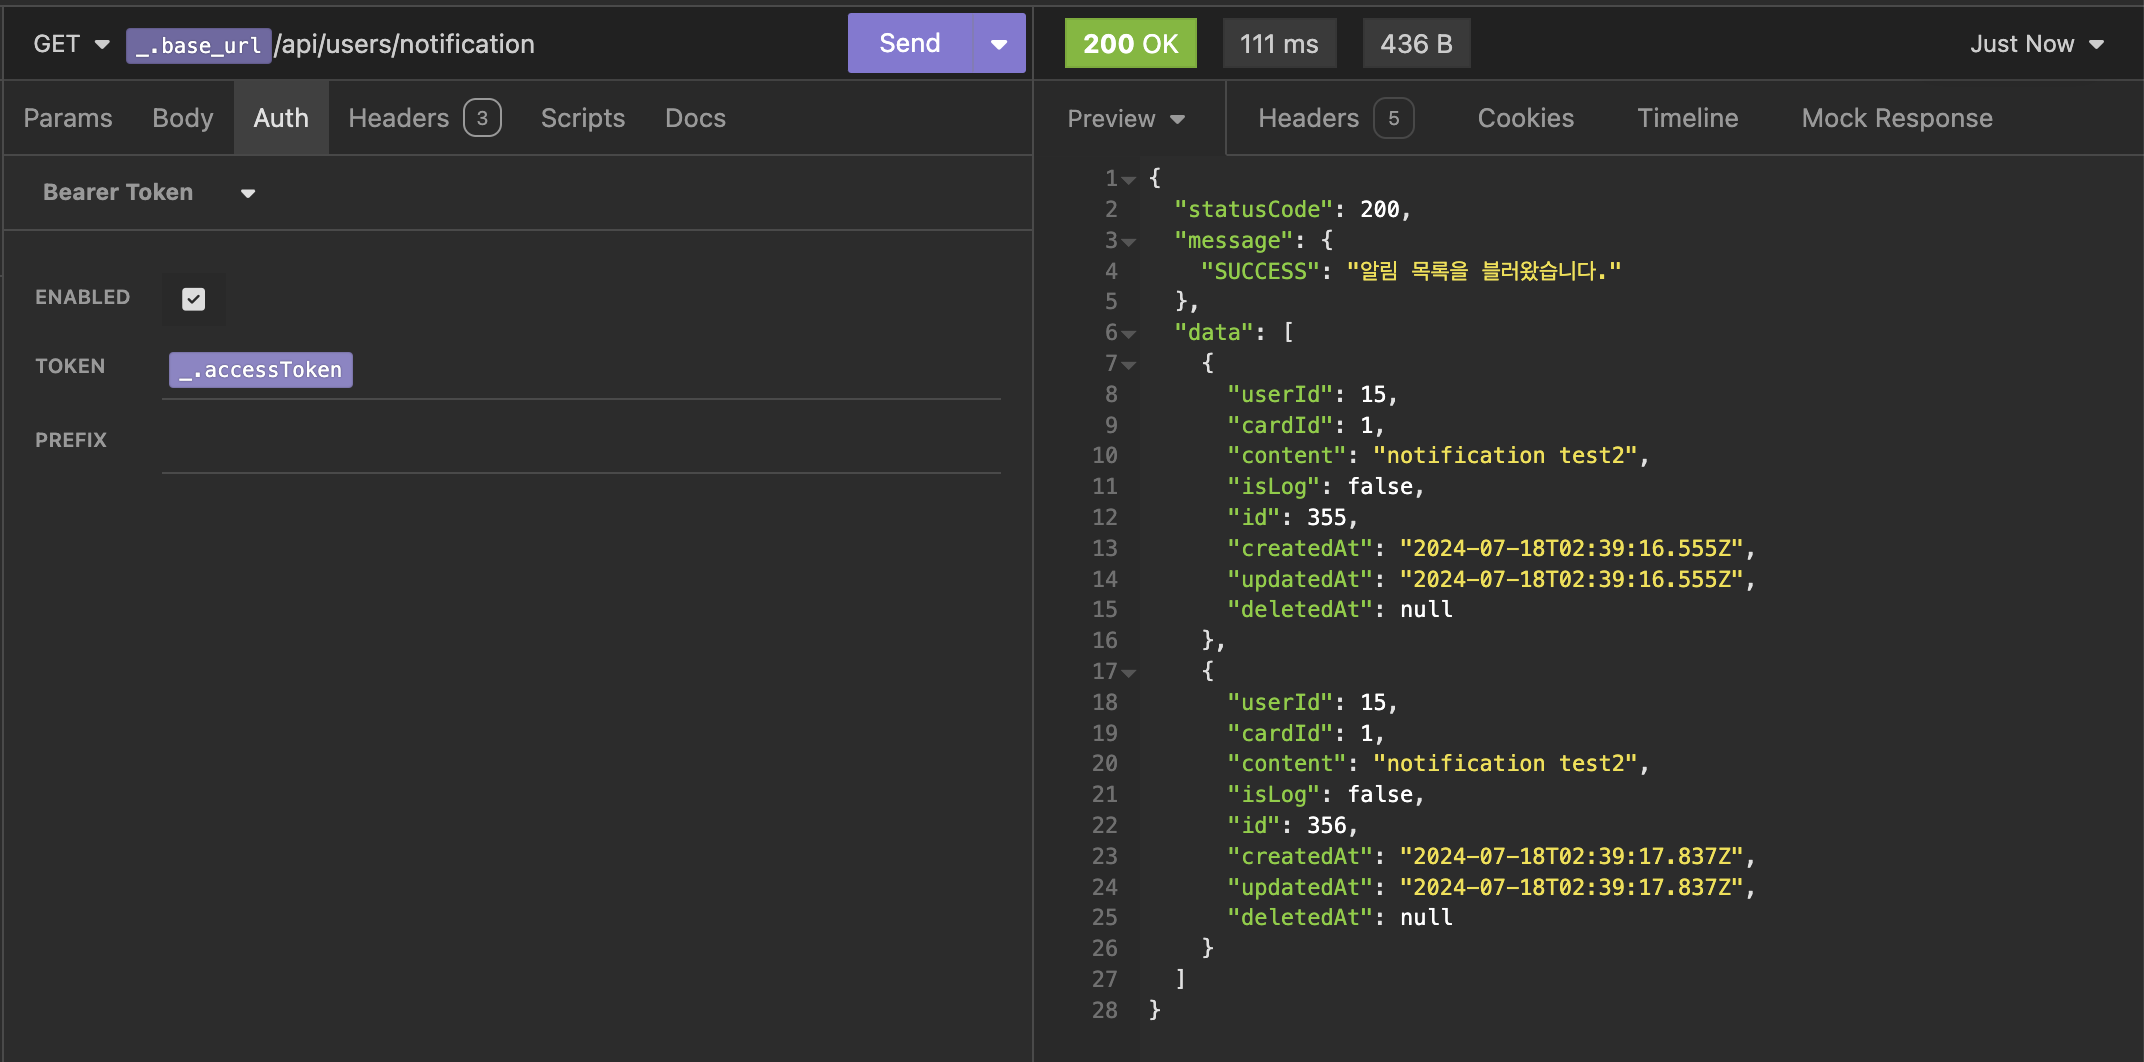 GET _.base_url/api/users/notification Send
200 OK 111 ms 436 B Just Now
Params Body Auth Headers 3 Scripts Docs
Preview Headers 5 Cookies Timeline Mock Response
Bearer Token
ENABLED
TOKEN _.accessToken
PREFIX
1 {
2 "statusCode": 200,
3 "message": {
4 "SUCCESS": "알림 목록을 블러왔습니다."
5 },
6 "data": [
7 {
8 "userId": 15,
9 "cardId": 1,
10 "content": "notification test2",
11 "isLog": false,
12 "id": 355,
13 "createdAt": "2024-07-18T02:39:16.555Z",
14 "updatedAt": "2024-07-18T02:39:16.555Z",
15 "deletedAt": null
16 },
17 {
18 "userId": 15,
19 "cardId": 1,
20 "content": "notification test2",
21 "isLog": false,
22 "id": 356,
23 "createdAt": "2024-07-18T02:39:17.837Z",
24 "updatedAt": "2024-07-18T02:39:17.837Z",
25 "deletedAt": null
26 }
27 ]
28 }